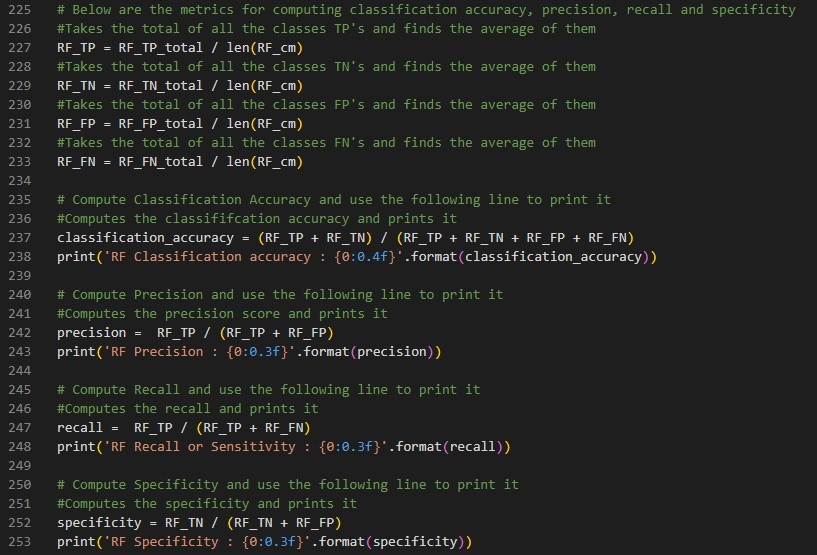 225 # Below are the metrics for computing classification accuracy, precision, recall and specificity
226 #Takes the total of all the classes TP's and finds the average of them
227 RF_TP = RF_TP_total / len(RF_cm)
228 #Takes the total of all the classes TN's and finds the average of them
229 RF_TN = RF_TN_total / len(RF_cm)
230 #Takes the total of all the classes FP's and finds the average of them
231 RF_FP = RF_FP_total / len(RF_cm)
232 #Takes the total of all the classes FN's and finds the average of them
233 RF_FN = RF_FN_total / len(RF_cm)
234
235 # Compute Classification Accuracy and use the following line to print it
236 #Computes the classififcation accuracy and prints it
237 classification_accuracy = (RF_TP + RF_TN) / (RF_TP + RF_TN + RF_FP + RF_FN)
238 print('RF Classification accuracy : {0:0.4f}'.format(classification_accuracy))
239
240 # Compute Precision and use the following line to print it
241 #Computes the precision score and prints it
242 precision =  RF_TP / (RF_TP + RF_FP)
243 print('RF Precision : {0:0.3f}'.format(precision))
244
245 # Compute Recall and use the following line to print it
246 #Computes the recall and prints it
247 recall =  RF_TP / (RF_TP + RF_FN)
248 print('RF Recall or Sensitivity : {0:0.3f}'.format(recall))
249
250 # Compute Specificity and use the following line to print it
251 #Computes the specificity and prints it
252 specificity = RF_TN / (RF_TN + RF_FP)
253 print('RF Specificity : {0:0.3f}'.format(specificity))